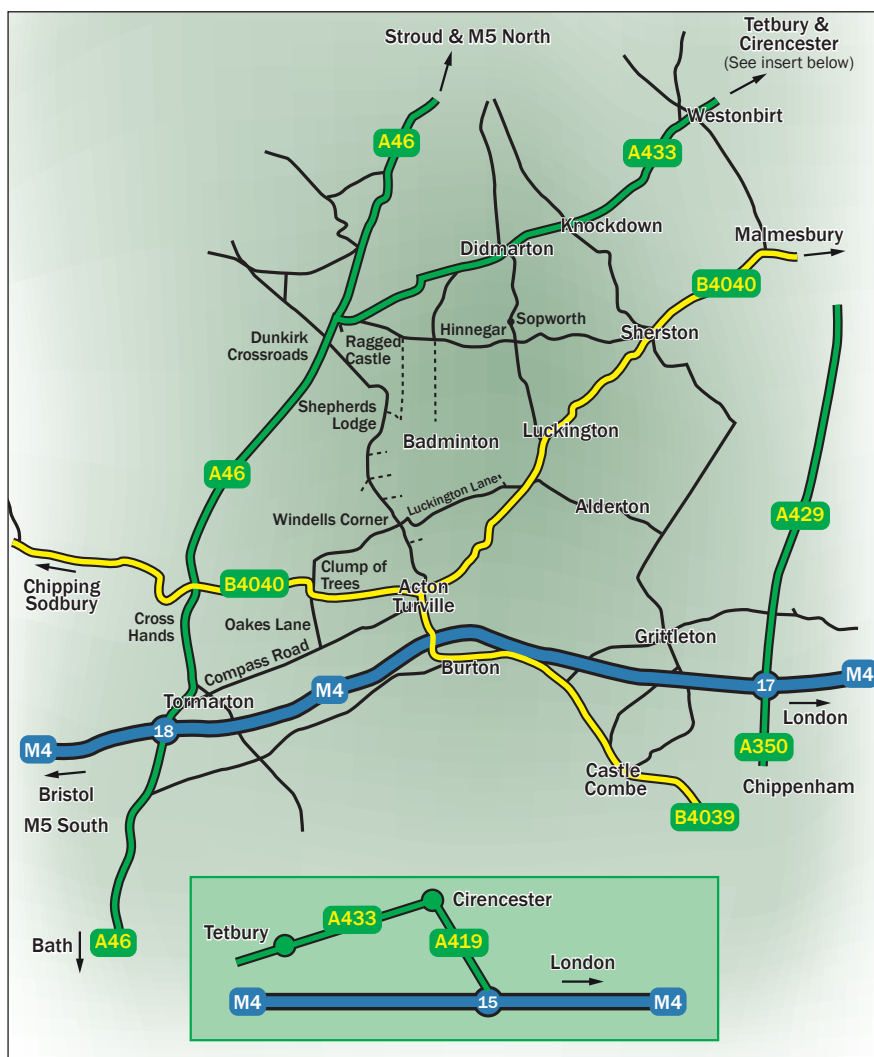 Stroud & M5 North
Tetbury &
Cirencester
(See insert below)
Westonbirt
A46
A433
Knockdown
Didmarton
Malmesbury
B4040
Sopworth
Hinnegar
Sherston
Dunkirk
Crossroads
Ragged
Castle
Shepherds
Lodge
Badminton
Luckington
A46
Luckington Lane
Alderton
A429
Windells Corner
Chipping
Sodbury
B4040
Clump of
Trees
Acton
Turville
Cross
Hands
Oakes Lane
Compass Road
Grittleton
Burton
Tormarton
M4
17
M4
London
18
M4
Bristol
M5 South
A350
Chippenham
Castle
Combe
B4039
Bath
A46
Tetbury
A433
Cirencester
A419
London
M4
15
M4